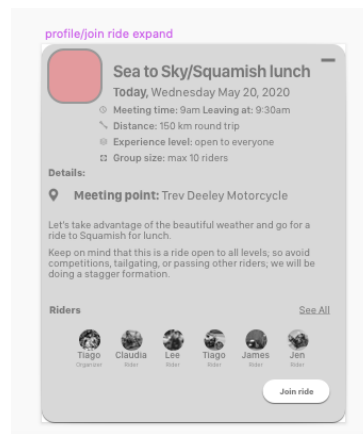 profile/join ride expand
Sea to Sky/Squamish lunch
Today, Wednesday May 20, 2020
Meeting time: 9am Leaving at: 9:30am
Distance: 150 km round trip
Experience level: open to everyone
Group size: max 10 riders
Details:
Meeting point: Trev Deeley Motorcycle
Let's take advantage of the beautiful weather and go for a
ride to Squamish for lunch.
Keep on mind that this is a ride open to all levels; so avoid
competitions, tailgating, or passing other riders; we will be
doing a stagger formation.
Riders See All
Tiago Claudia Lee Tiago James Jen
Organizer Rider Rider Rider Rider Rider
Join ride